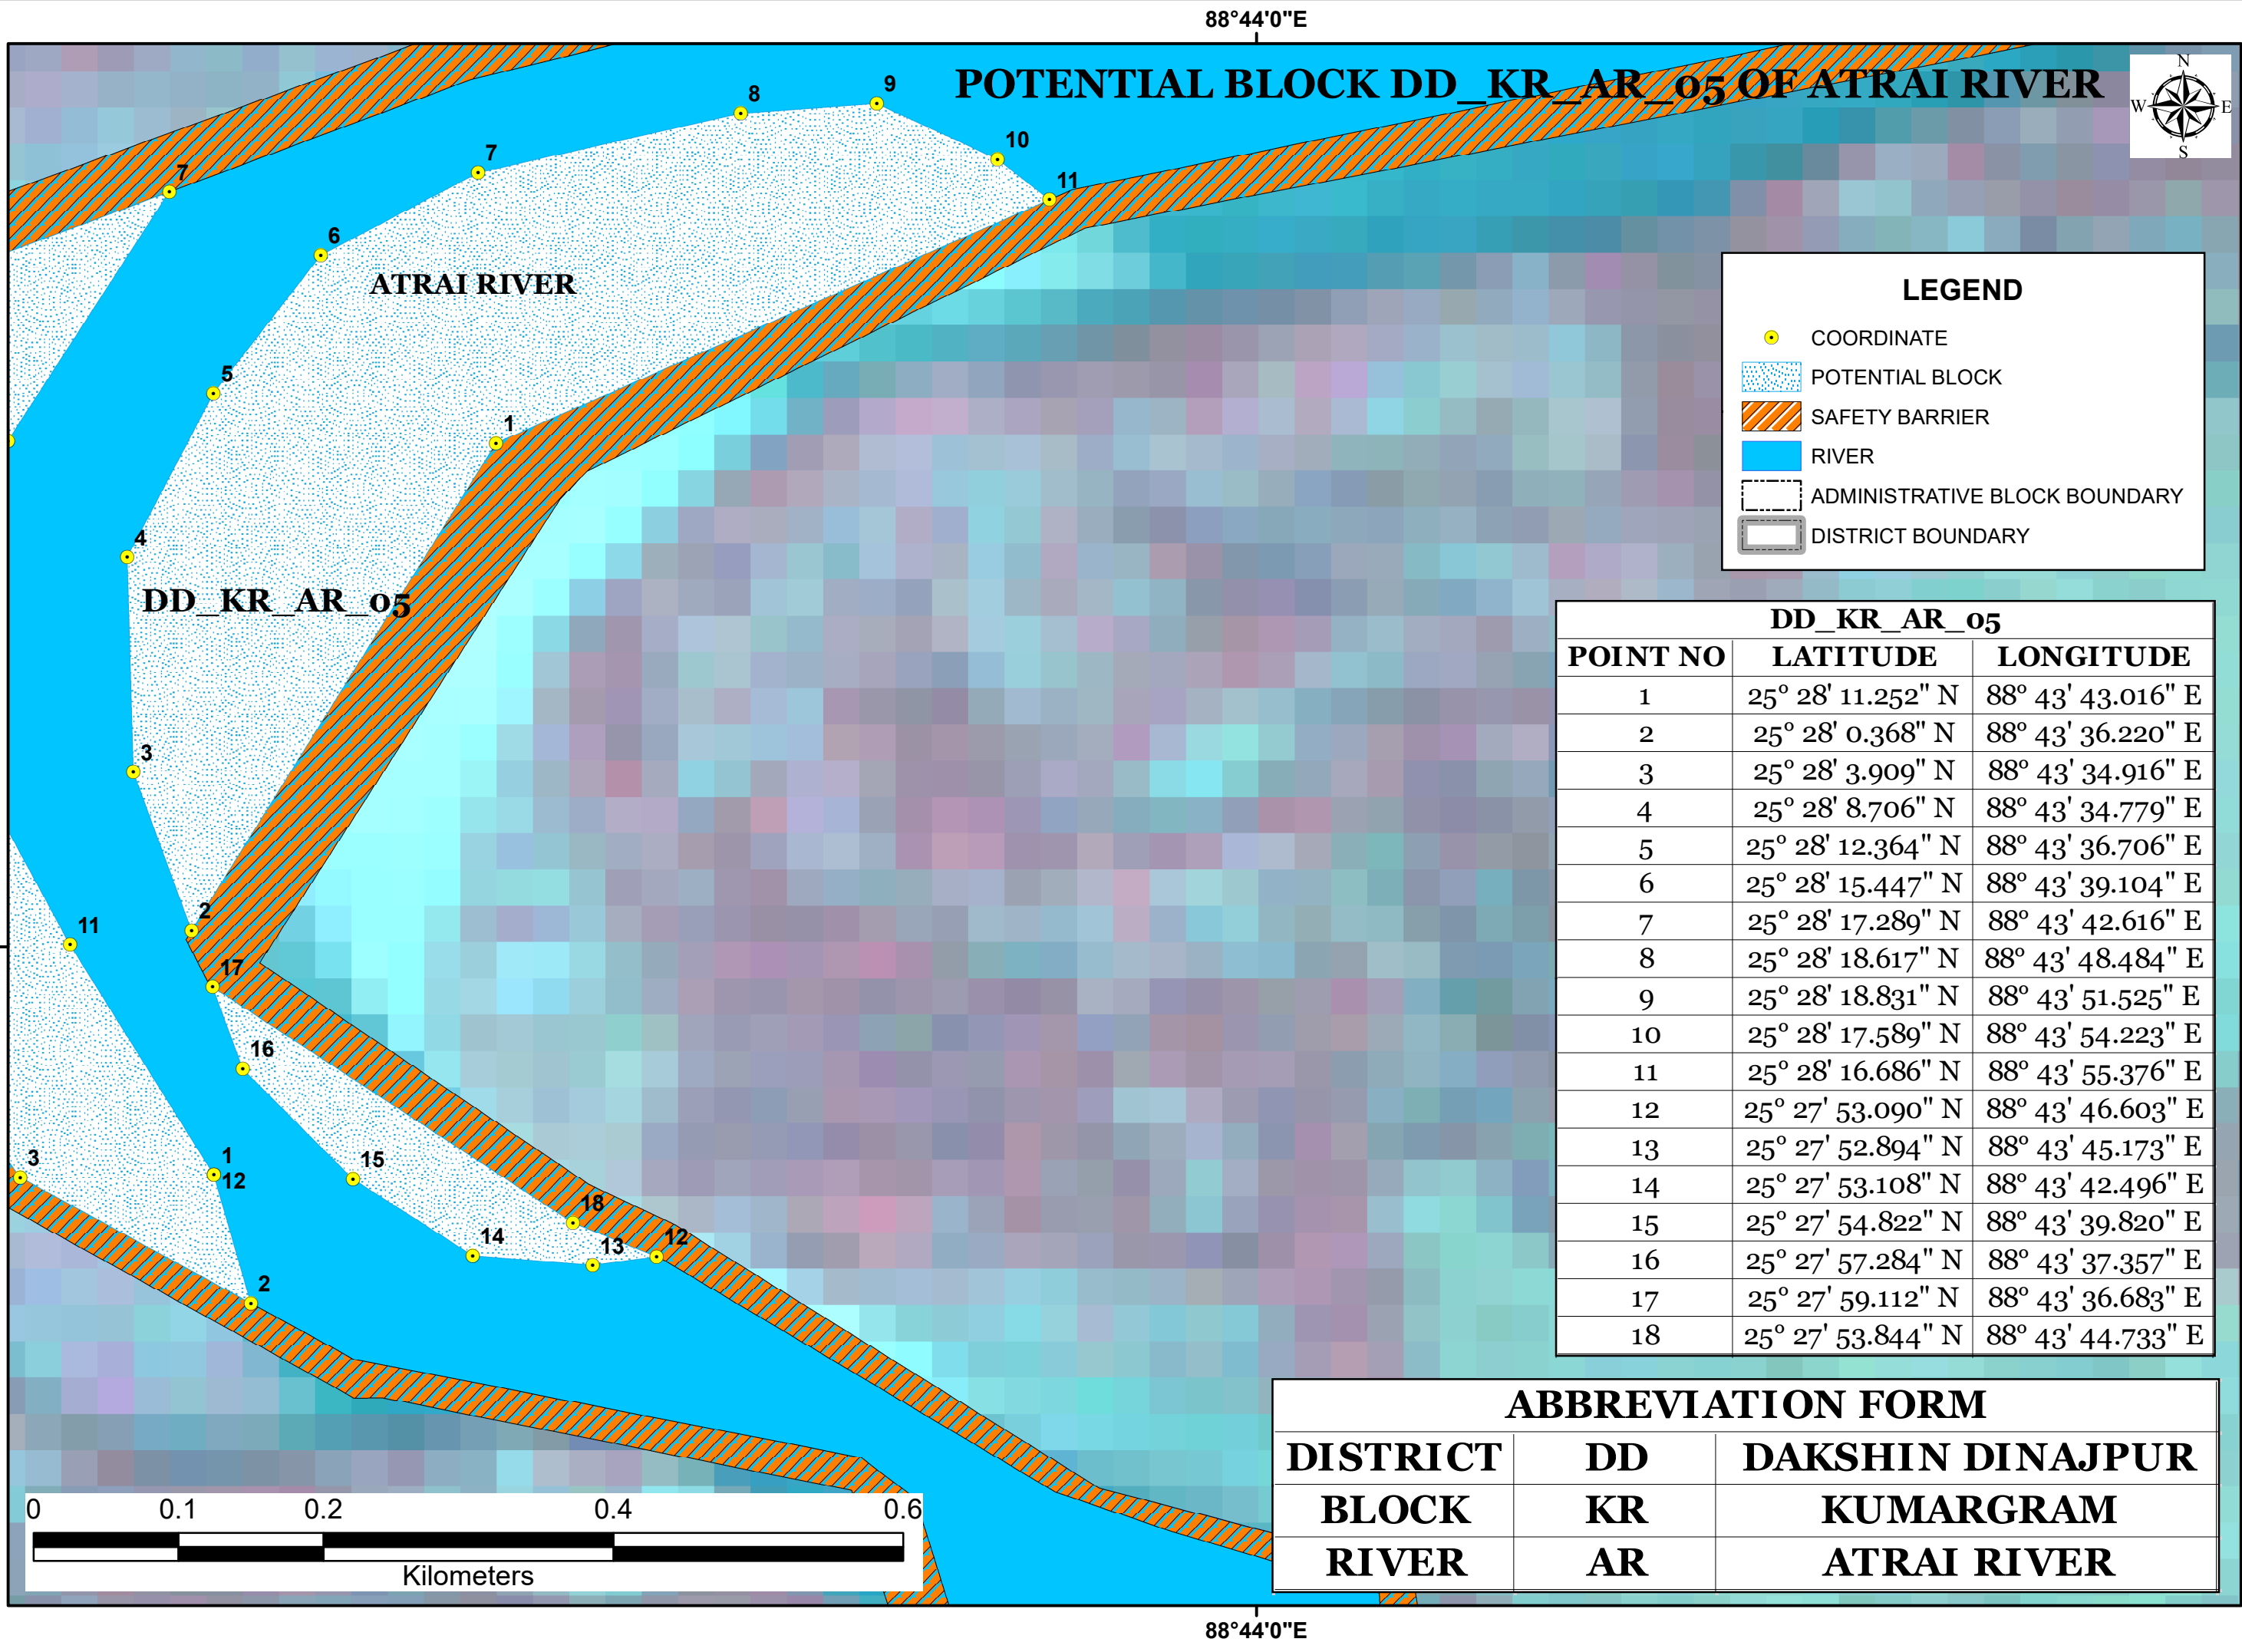 88°44'0"E
POTENTIAL BLOCK DD_KR_AR_05 OF ATRAI RIVER
N
W E
S
8
9
10
7
7
11
6
ATRAI RIVER
5
1
4
DD_KR_AR_05
3
2
11
17
16
1
12
3
15
18
14
13
12
2
LEGEND
COORDINATE
POTENTIAL BLOCK
SAFETY BARRIER
RIVER
ADMINISTRATIVE BLOCK BOUNDARY
DISTRICT BOUNDARY
DD_KR_AR_05
POINT NO LATITUDE LONGITUDE
1 25° 28' 11.252" N 88° 43' 43.016" E
2 25° 28' 0.368" N 88° 43' 36.220" E
3 25° 28' 3.909" N 88° 43' 34.916" E
4 25° 28' 8.706" N 88° 43' 34.779" E
5 25° 28' 12.364" N 88° 43' 36.706" E
6 25° 28' 15.447" N 88° 43' 39.104" E
7 25° 28' 17.289" N 88° 43' 42.616" E
8 25° 28' 18.617" N 88° 43' 48.484" E
9 25° 28' 18.831" N 88° 43' 51.525" E
10 25° 28' 17.589" N 88° 43' 54.223" E
11 25° 28' 16.686" N 88° 43' 55.376" E
12 25° 27' 53.090" N 88° 43' 46.603" E
13 25° 27' 52.894" N 88° 43' 45.173" E
14 25° 27' 53.108" N 88° 43' 42.496" E
15 25° 27' 54.822" N 88° 43' 39.820" E
16 25° 27' 57.284" N 88° 43' 37.357" E
17 25° 27' 59.112" N 88° 43' 36.683" E
18 25° 27' 53.844" N 88° 43' 44.733" E
ABBREVIATION FORM
DISTRICT DD DAKSHIN DINAJPUR
BLOCK KR KUMARGRAM
RIVER AR ATRAI RIVER
0 0.1 0.2 0.4 0.6
Kilometers
88°44'0"E